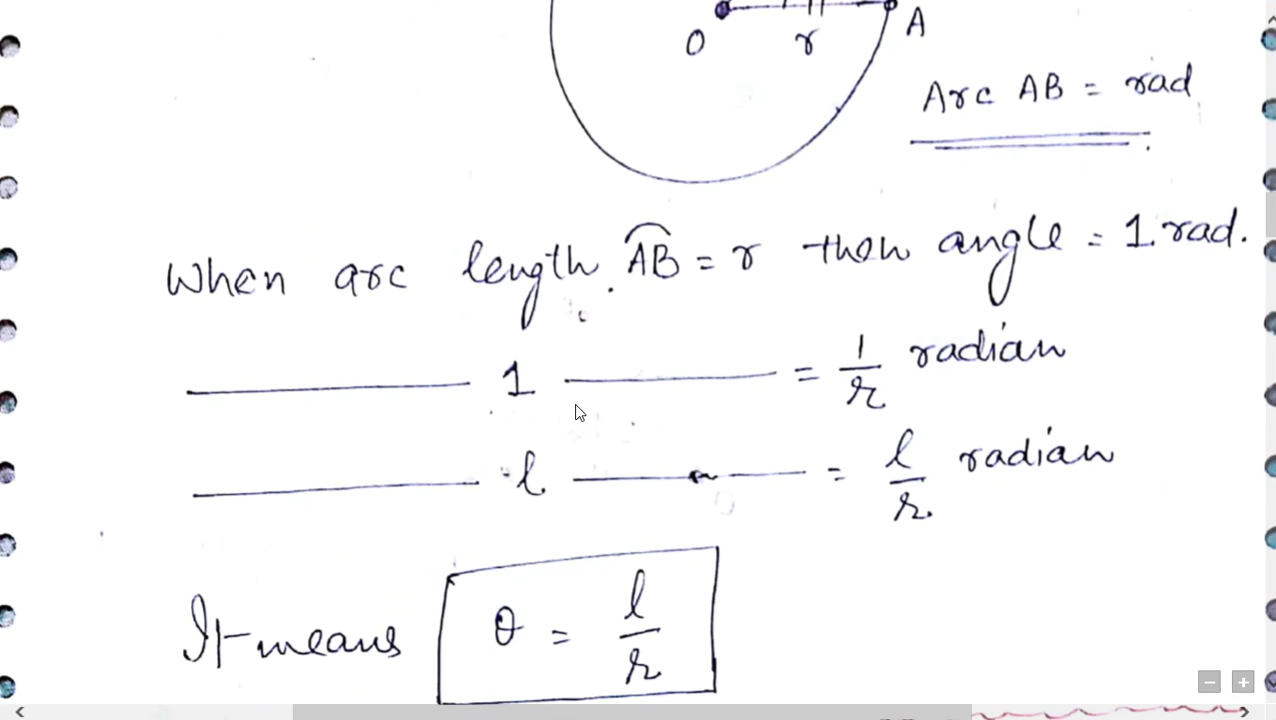 O r A
Arc AB = rad
When arc length AB = r then angle = 1 rad.
1 = 1/r radian
l = l/r radian
It means θ = l/r